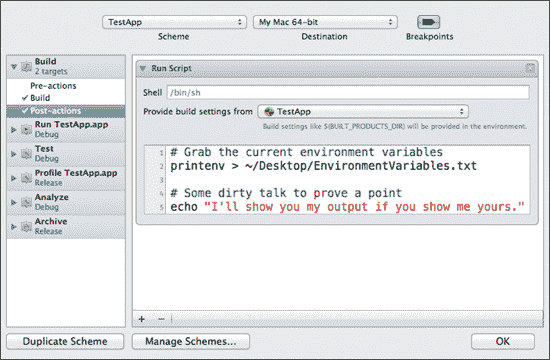 TestApp
My Mac 64-bit
Scheme
Destination
Breakpoints
Build
2 targets
Pre-actions
Build
Post-actions
Run TestApp.app
Debug
Test
Debug
Profile TestApp.app
Release
Analyze
Debug
Archive
Release
Run Script
Shell /bin/sh
Provide build settings from TestApp
Build settings like $(BUILT_PRODUCTS_DIR) will be provided in the environment.
1 # Grab the current environment variables
2 printenv > ~/Desktop/EnvironmentVariables.txt
3
4 # Some dirty talk to prove a point
5 echo "I'll show you my output if you show me yours."
+ −
Duplicate Scheme
Manage Schemes...
OK